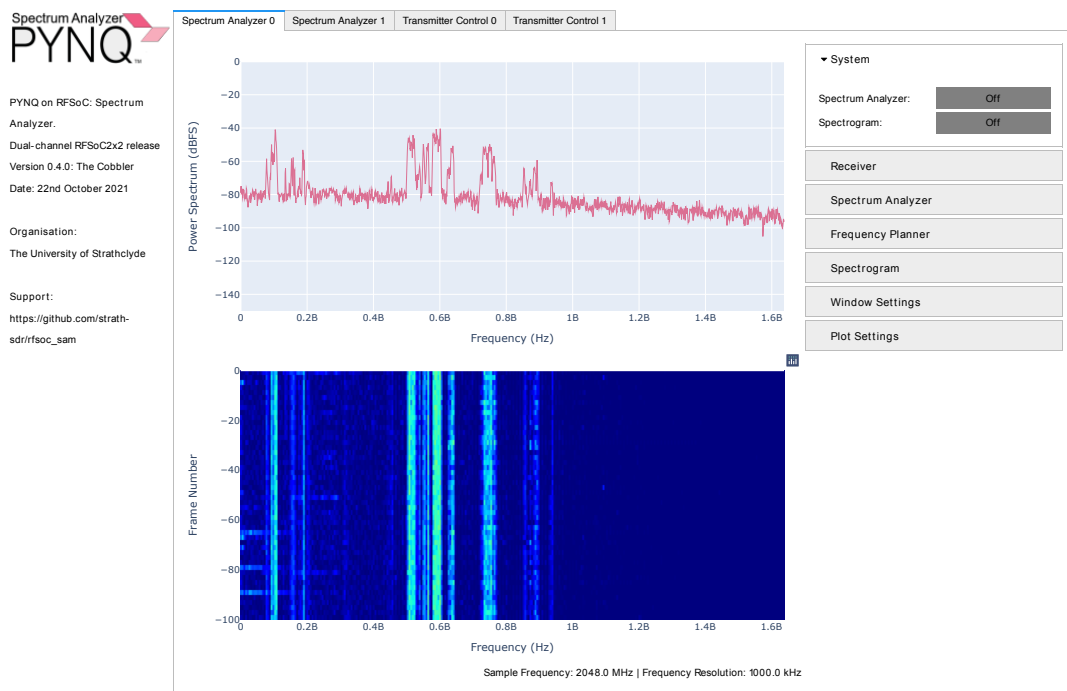 Spectrum Analyzer
PYNQ™
PYNQ on RFSoC: Spectrum
Analyzer.
Dual-channel RFSoC2x2 release
Version 0.4.0: The Cobbler
Date: 22nd October 2021
Organisation:
The University of Strathclyde
Support:
https://github.com/strath-
sdr/rfsoc_sam
Spectrum Analyzer 0
Spectrum Analyzer 1
Transmitter Control 0
Transmitter Control 1
Power Spectrum (dBFS)
0
−20
−40
−60
−80
−100
−120
−140
0
0.2B
0.4B
0.6B
0.8B
1B
1.2B
1.4B
1.6B
Frequency (Hz)
Frame Number
0
−20
−40
−60
−80
−100
0
0.2B
0.4B
0.6B
0.8B
1B
1.2B
1.4B
1.6B
Frequency (Hz)
Sample Frequency: 2048.0 MHz | Frequency Resolution: 1000.0 kHz
System
Spectrum Analyzer:
Off
Spectrogram:
Off
Receiver
Spectrum Analyzer
Frequency Planner
Spectrogram
Window Settings
Plot Settings